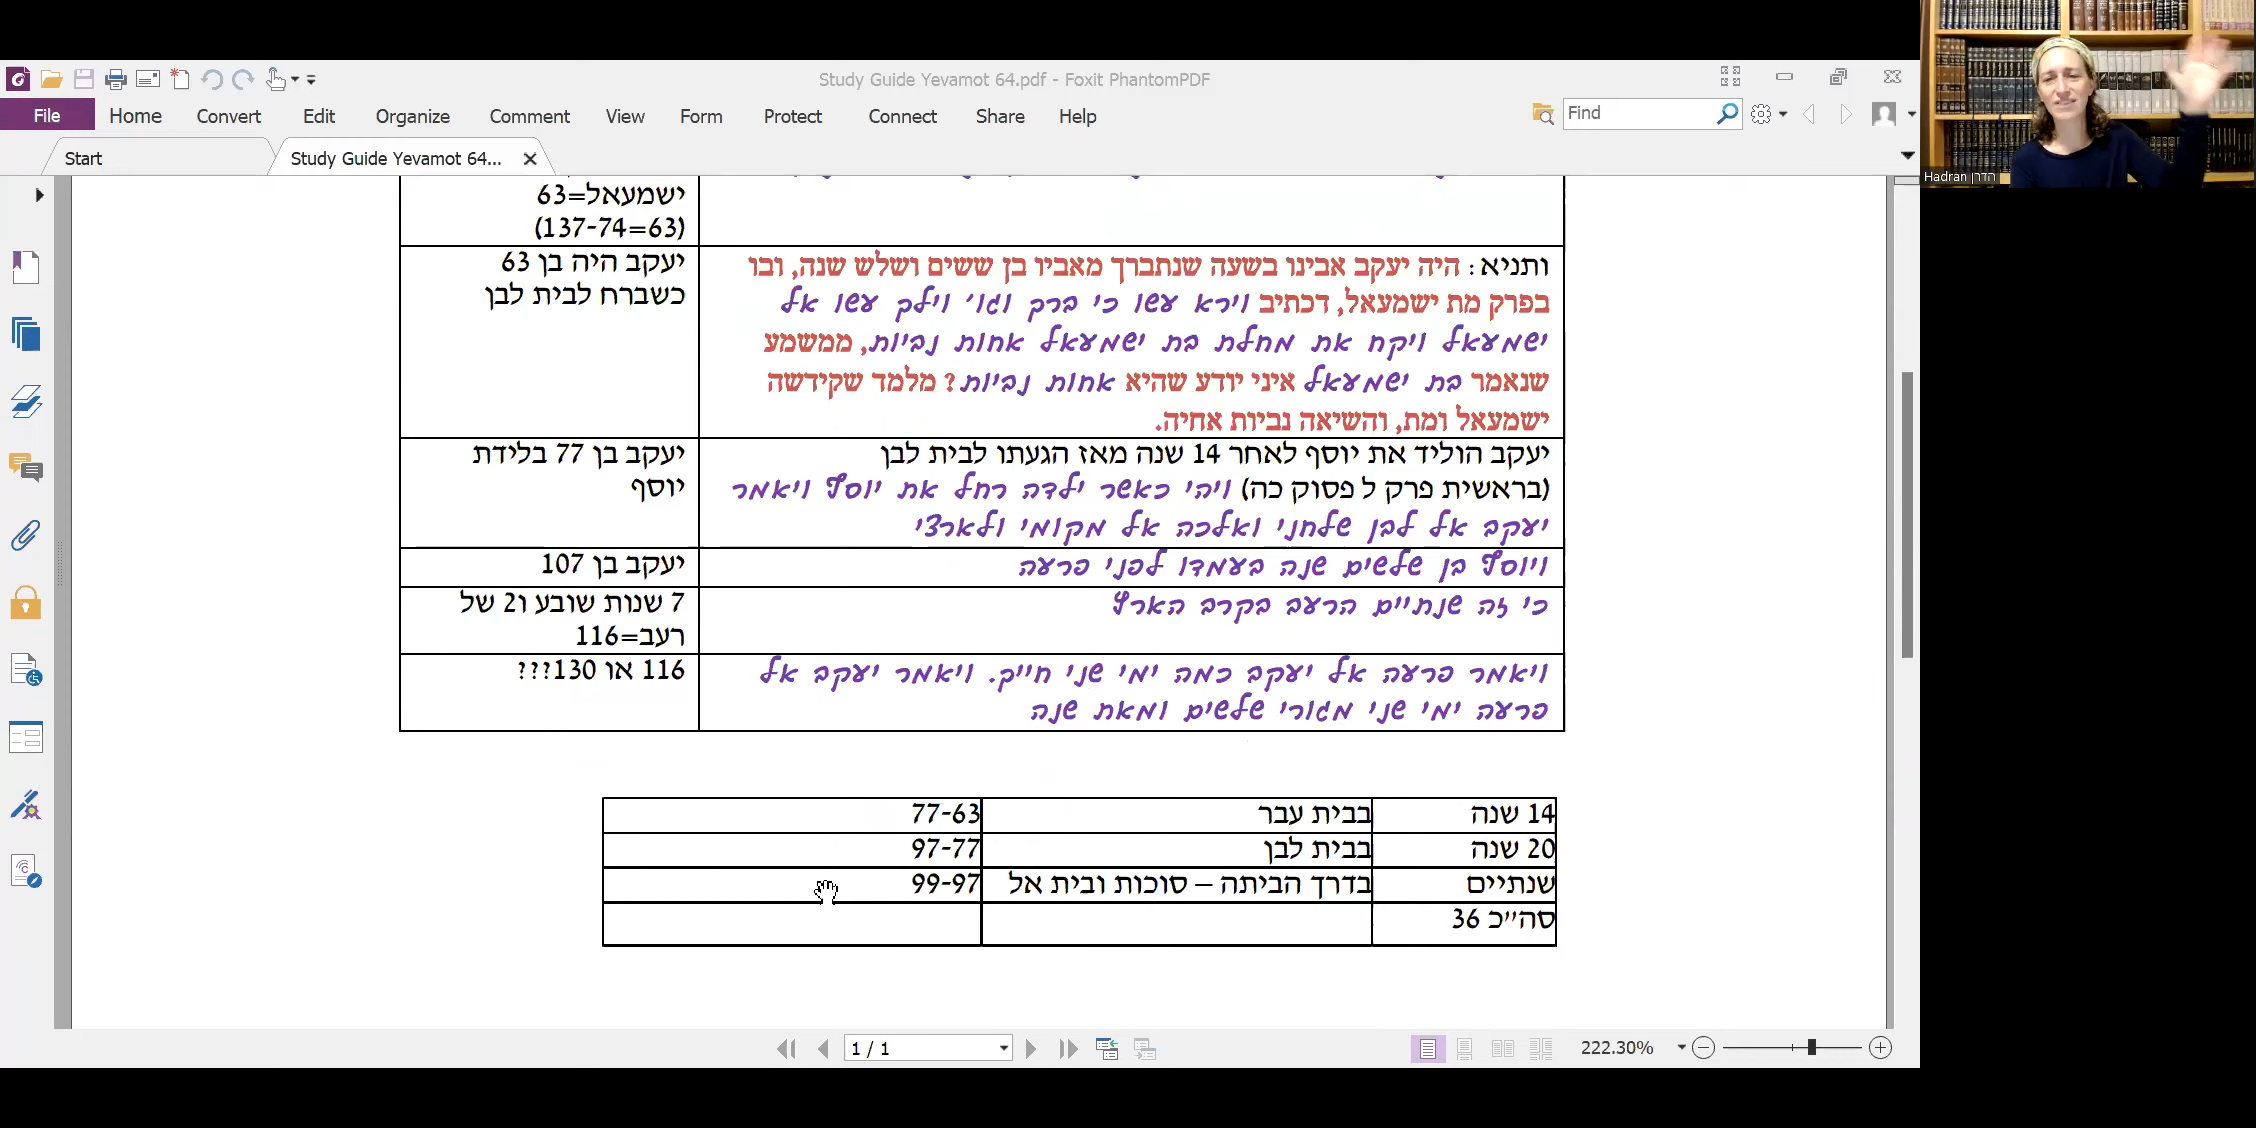 Study Guide Yevamot 64.pdf - Foxit PhantomPDF
File Home Convert Edit Organize Comment View Form Protect Connect Share Help
Find
Start
Study Guide Yevamot 64...
Hadran |הדרן
ישמעאל=63
(137-74=63)
ותניא: היה יעקב אבינו בשעה שנתברך מאביו בן ששים ושלש שנה, ובו
בפרק מת ישמעאל, דכתיב וירא עשו כי ברך וגו' וילך עשו אל
ישמעאל ויקח את מחלת בת ישמעאל אחות נביות, ממשמע
שנאמר בת ישמעאל איני יודע שהיא אחות נביות? מלמד שקידשה
ישמעאל ומת, והשיאה נביות אחיה.
יעקב היה בן 63
כשברח לבית לבן
יעקב הוליד את יוסף לאחר 14 שנה מאז הגעתו לבית לבן
(בראשית פרק ל פסוק כה) ויהי כאשר ילדה רחל את יוסף ויאמר
יעקב אל לבן שלחני ואלכה אל מקומי ולארצי
יעקב בן 77 בלידת
יוסף
ויוסף בן שלשים שנה בעמדו לפני פרעה
יעקב בן 107
כי זה שנתיים הרעב בקרב הארץ
7 שנות שובע ו2 של
רעב=116
ויאמר פרעה אל יעקב כמה ימי שני חייך. ויאמר יעקב אל
פרעה ימי שני מגורי שלשים ומאת שנה
116 או 130???
14 שנה בבית עבר 77-63
20 שנה בבית לבן 97-77
שנתיים בדרך הביתה – סוכות ובית אל 99-97
סה״כ 36
1 / 1
222.30%